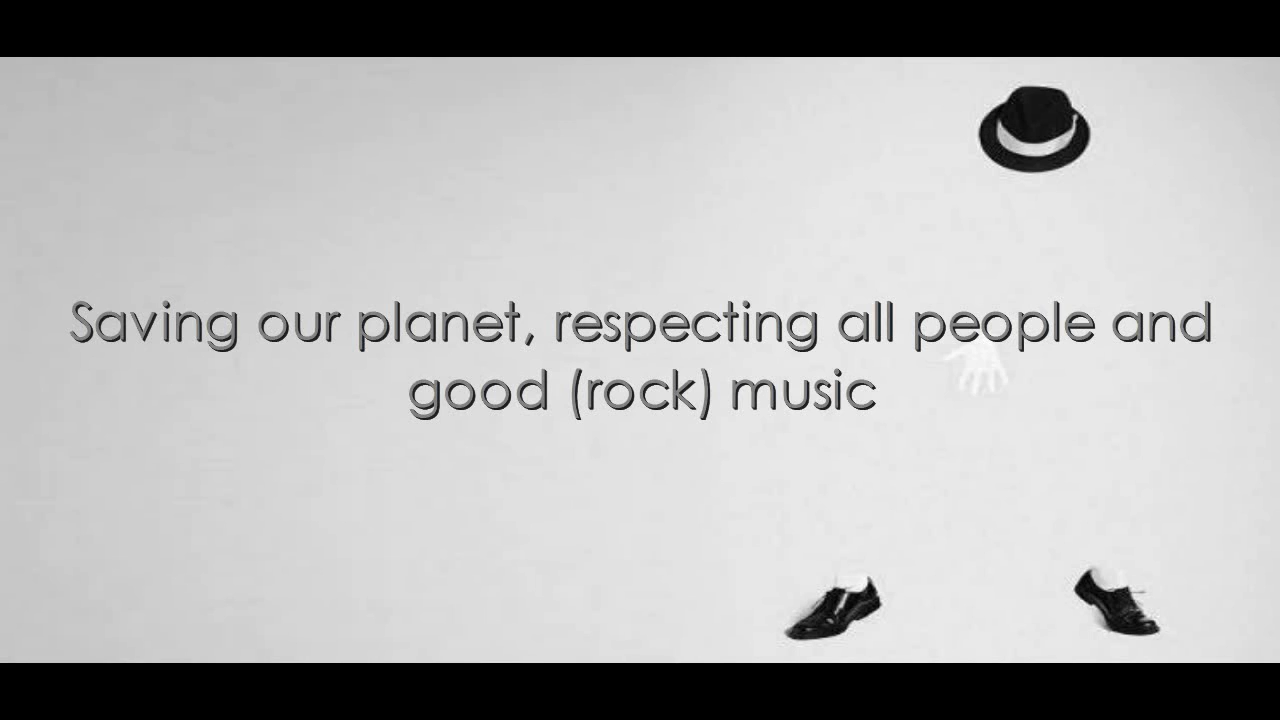 Saving our planet, respecting all people and
good (rock) music